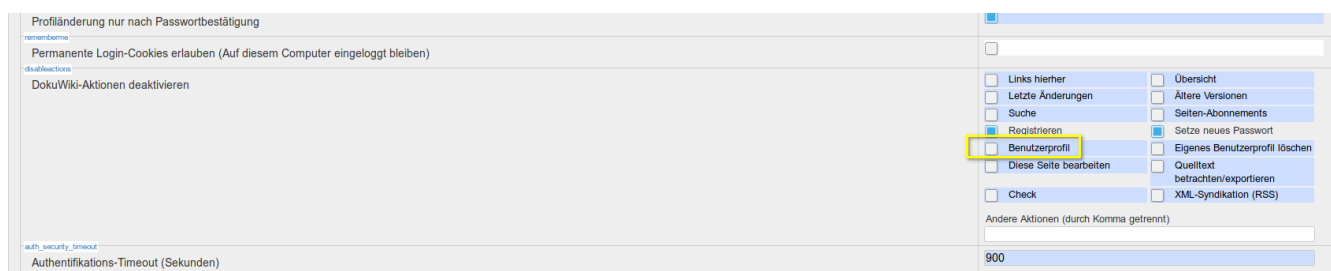 Profiländerung nur nach Passwortbestätigung
rememberme
Permanente Login-Cookies erlauben (Auf diesem Computer eingeloggt bleiben)
disableactions
DokuWiki-Aktionen deaktivieren
Links hierher Übersicht
Letzte Änderungen Ältere Versionen
Suche Seiten-Abonnements
Registrieren Setze neues Passwort
Benutzerprofil Eigenes Benutzerprofil löschen
Diese Seite bearbeiten Quelltext
betrachten/exportieren
Check XML-Syndikation (RSS)
Andere Aktionen (durch Komma getrennt)
auth_security_timeout
Authentifikations-Timeout (Sekunden) 900